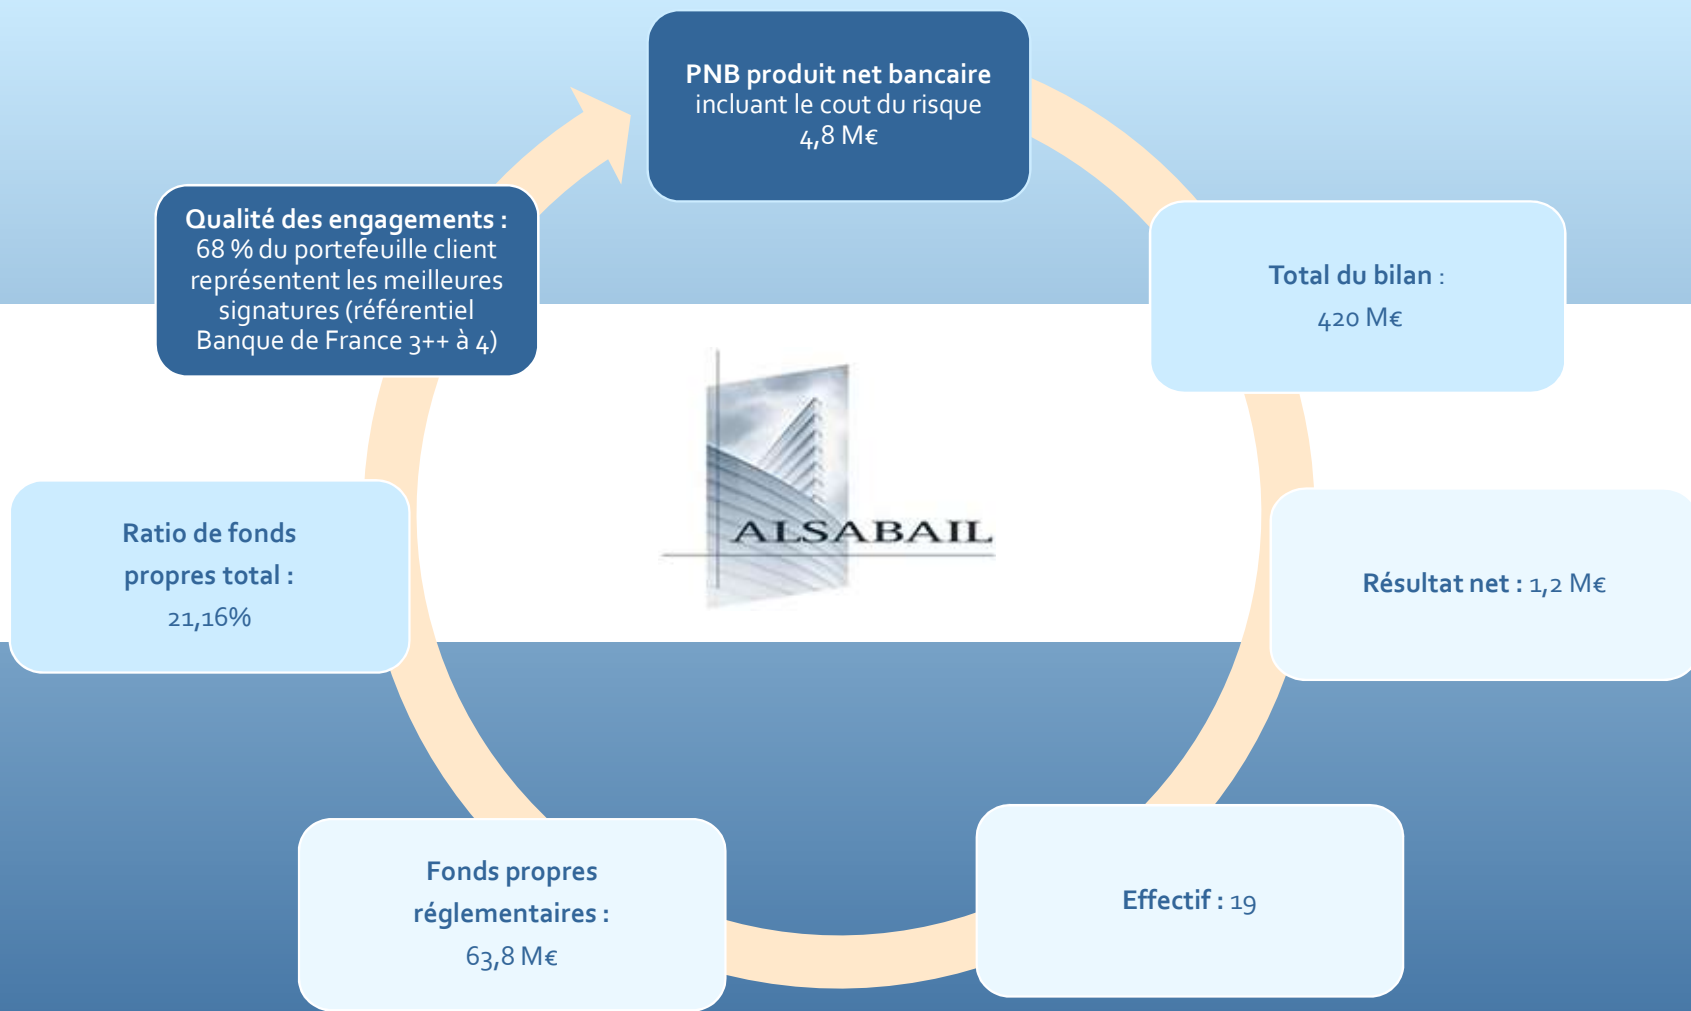 PNB produit net bancaire
incluant le cout du risque
4,8 M€
Total du bilan :
420 M€
Résultat net : 1,2 M€
Effectif : 19
Fonds propres
réglementaires :
63,8 M€
Ratio de fonds
propres total :
21,16%
Qualité des engagements :
68 % du portefeuille client
représentent les meilleures
signatures (référentiel
Banque de France 3++ à 4)
ALSABAIL